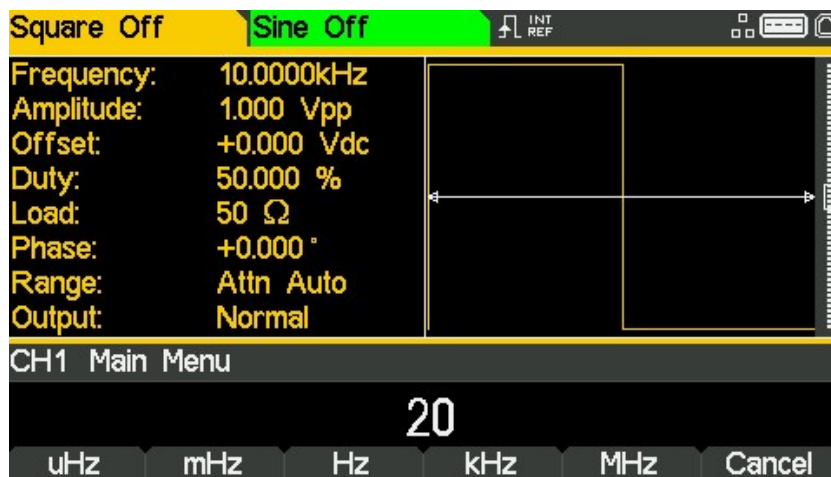 Square Off Sine Off INT REF
Frequency: 10.0000kHz
Amplitude: 1.000 Vpp
Offset: +0.000 Vdc
Duty: 50.000 %
Load: 50 Ω
Phase: +0.000 °
Range: Attn Auto
Output: Normal
CH1 Main Menu
20
uHz mHz Hz kHz MHz Cancel